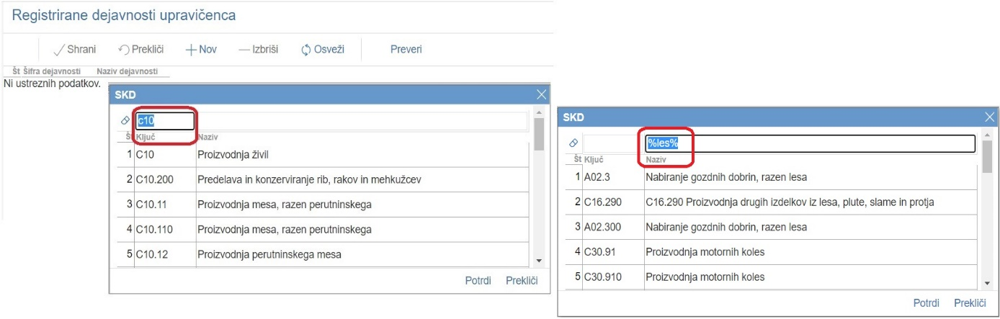 Registrirane dejavnosti upravičenca
Shrani Prekliči Nov Izbriši Osveži Preveri
Št Šifra dejavnosti Naziv dejavnosti
Ni ustreznih podatkov.
SKD
c10
Št Ključ Naziv
1 C10 Proizvodnja živil
2 C10.200 Predelava in konzerviranje rib, rakov in mehkužcev
3 C10.11 Proizvodnja mesa, razen perutninskega
4 C10.110 Proizvodnja mesa, razen perutninskega
5 C10.12 Proizvodnja perutninskega mesa
Potrdi Prekliči
SKD
%les%
Št Ključ Naziv
1 A02.3 Nabiranje gozdnih dobrin, razen lesa
2 C16.290 C16.290 Proizvodnja drugih izdelkov iz lesa, plute, slame in protja
3 A02.300 Nabiranje gozdnih dobrin, razen lesa
4 C30.91 Proizvodnja motornih koles
5 C30.910 Proizvodnja motornih koles
Potrdi Prekliči